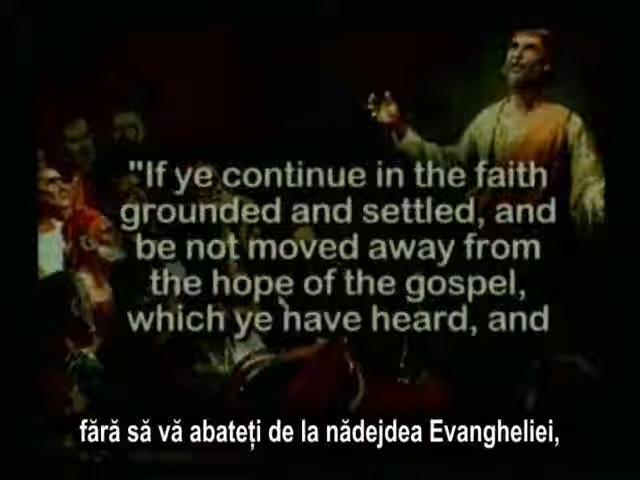 "If ye continue in the faith
grounded and settled, and
be not moved away from
the hope of the gospel,
which ye have heard, and
fără să vă abateți de la nădejdea Evangheliei,